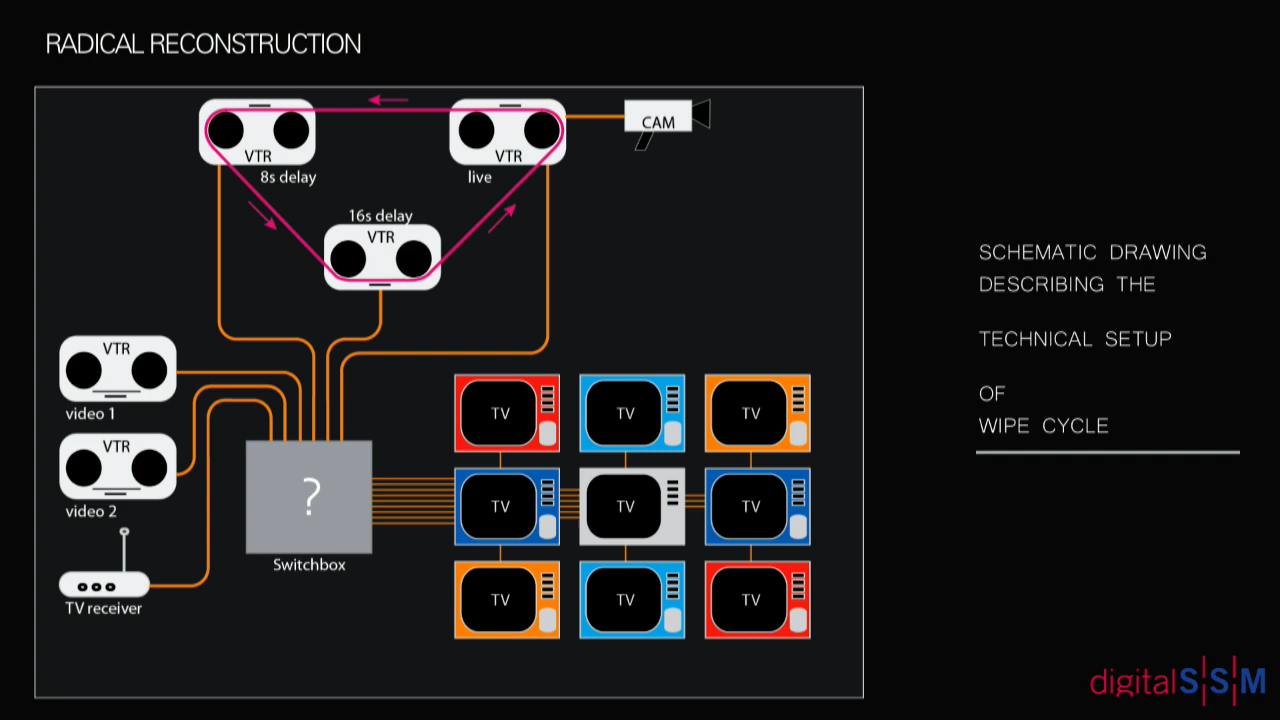 RADICAL RECONSTRUCTION
CAM
VTR
8s delay
VTR
live
16s delay
VTR
VTR
video 1
VTR
video 2
TV receiver
?
Switchbox
TV TV TV
TV TV TV
TV TV TV
SCHEMATIC DRAWING
DESCRIBING THE
TECHNICAL SETUP
OF
WIPE CYCLE
digitalS|S|M